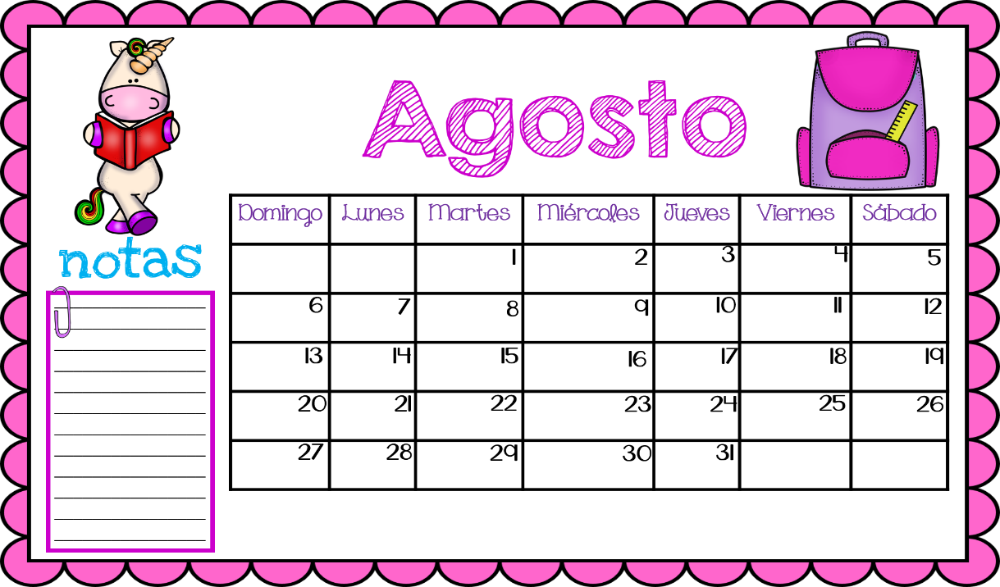 Agosto
notas
Domingo Lunes Martes Miércoles Jueves Viernes Sábado
1 2 3 4 5
6 7 8 9 10 11 12
13 14 15 16 17 18 19
20 21 22 23 24 25 26
27 28 29 30 31